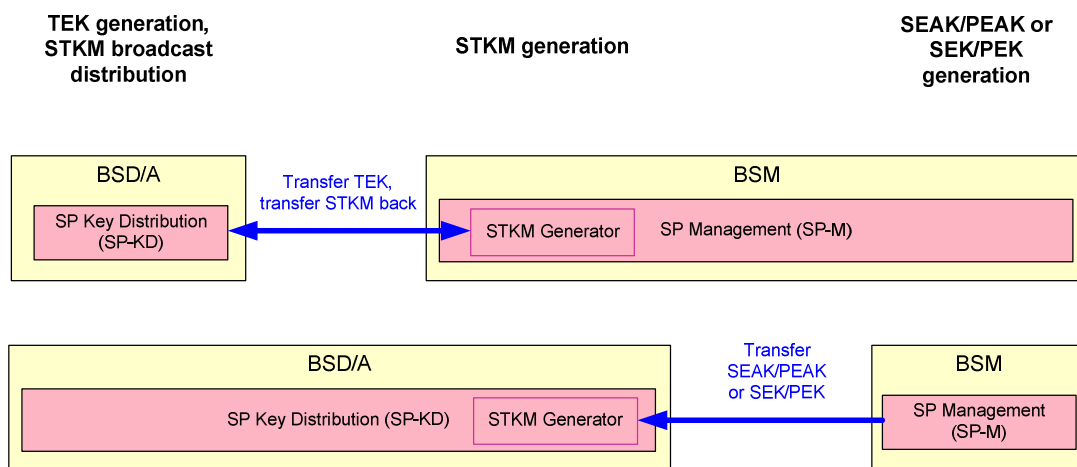 TEK generation,
STKM broadcast
distribution
STKM generation
SEAK/PEAK or
SEK/PEK
generation
BSD/A
SP Key Distribution
(SP-KD)
Transfer TEK,
transfer STKM back
BSM
STKM Generator
SP Management (SP-M)
BSD/A
SP Key Distribution (SP-KD)
STKM Generator
Transfer
SEAK/PEAK
or SEK/PEK
BSM
SP Management
(SP-M)